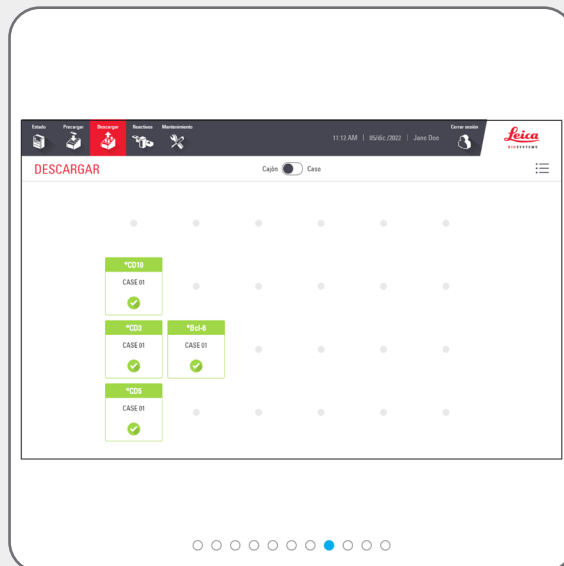 Estado Precargar Descargar Reactivos Mantenimiento
11:13 AM | 05/dic./2022 | Jane Doe
Cerrar sesión
Leica
BIOSYSTEMS
DESCARGAR
Cajón Caso
*CD10
CASE 01
*CD3 *Bcl-6
CASE 01 CASE 01
*CD5
CASE 01